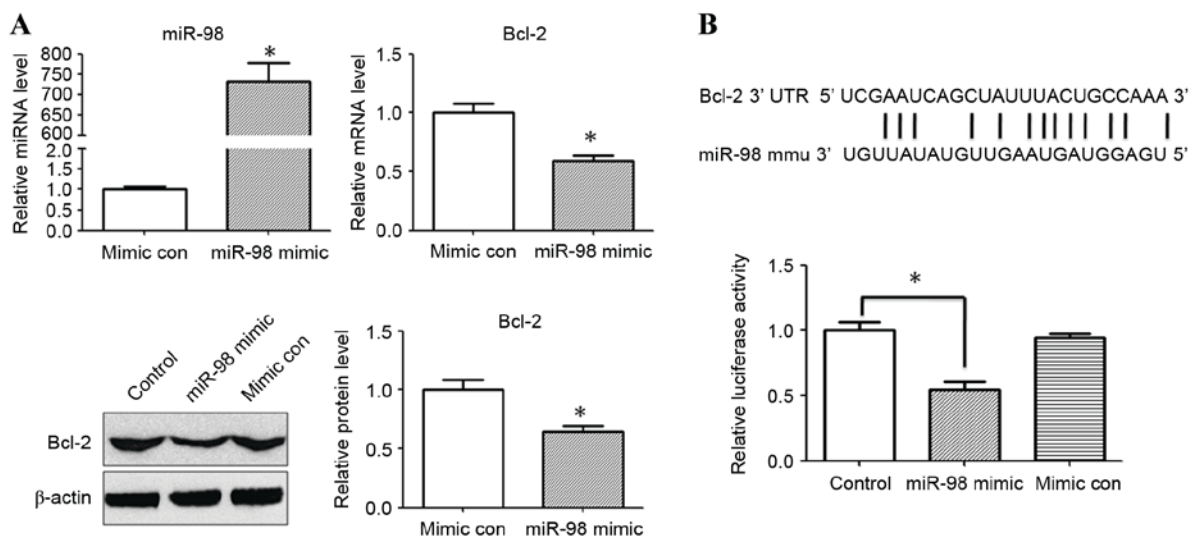 A
miR-98
Relative miRNA level
800
750
700
650
600
2.0
1.5
1.0
0.5
0.0
*
Mimic con miR-98 mimic
Bcl-2
Relative mRNA level
1.5
1.0
0.5
0.0
*
Mimic con miR-98 mimic
Control miR-98 mimic Mimic con
Bcl-2
β-actin
Bcl-2
Relative protein level
1.5
1.0
0.5
0.0
*
Mimic con miR-98 mimic
B
Bcl-2 3’ UTR 5’ UCGAAUCAGCUAUUUACUGCCAAA 3’
miR-98 mmu 3’ UGUUAUAUGUUGAAUGAUGGAGU 5’
Relative luciferase activity
1.5
1.0
0.5
0.0
*
Control miR-98 mimic Mimic con